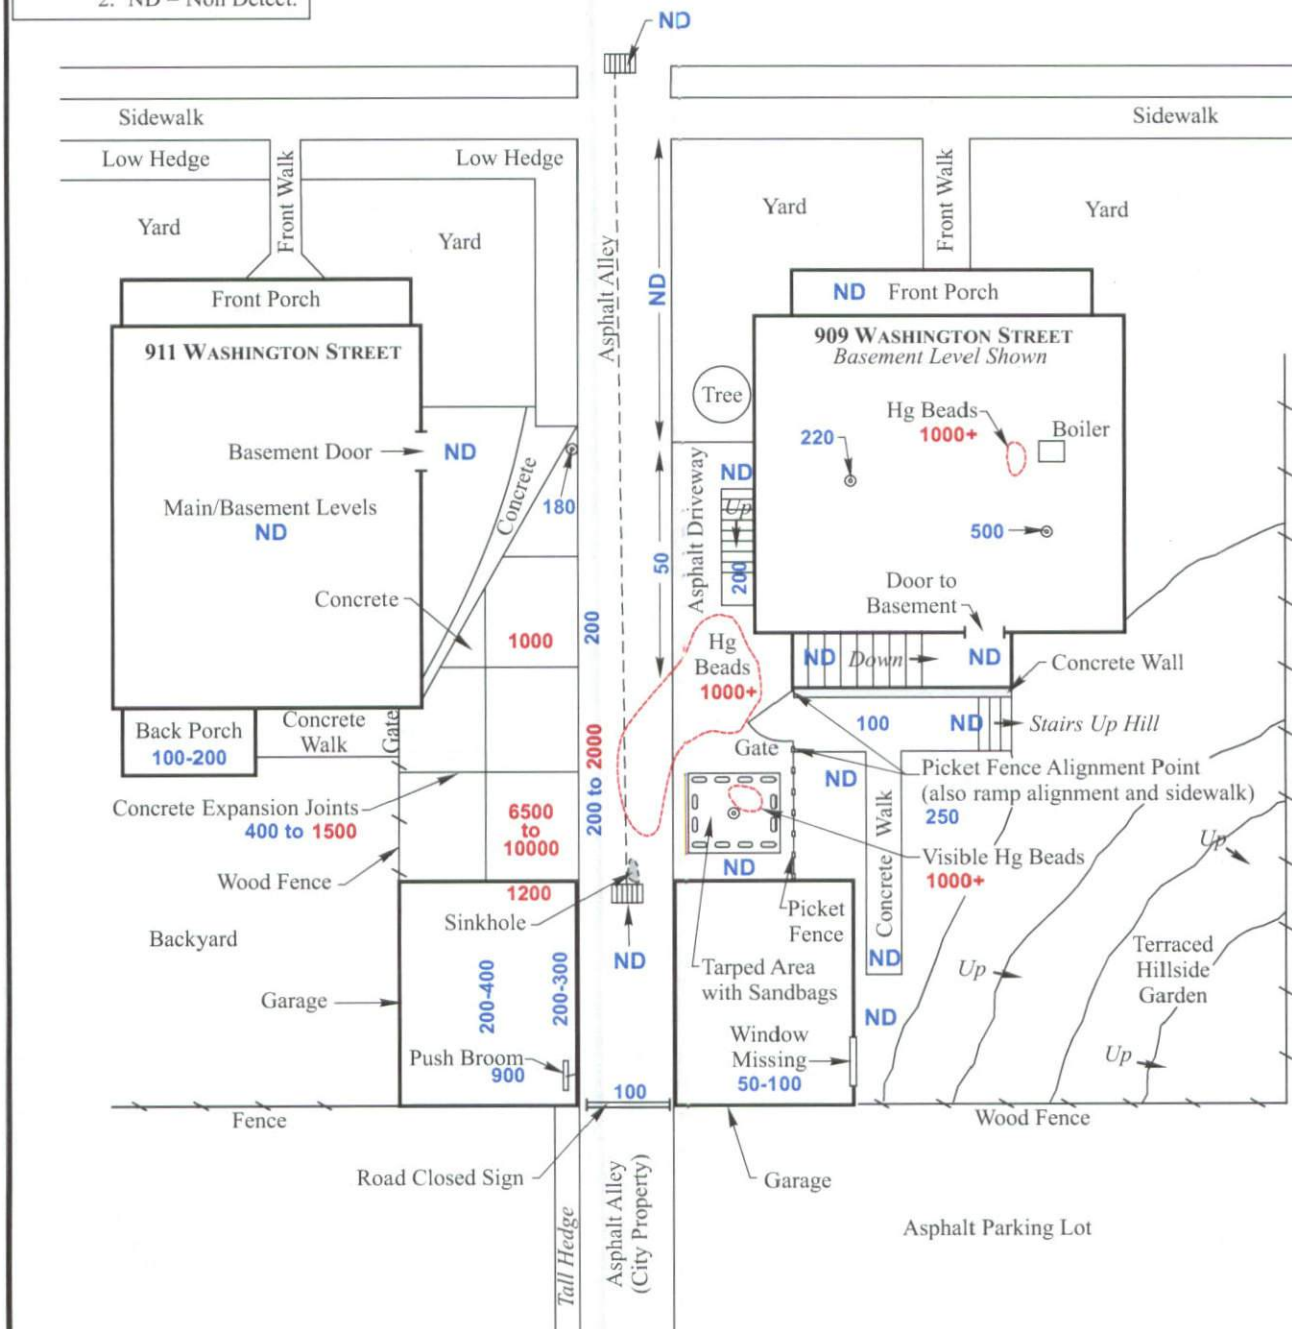 2. ND = Non Detect.
ND
Sidewalk
Sidewalk
Low Hedge
Front Walk
Low Hedge
Yard
Yard
Asphalt Alley
ND
Yard
Front Walk
Yard
Front Porch
ND Front Porch
911 WASHINGTON STREET
909 WASHINGTON STREET
Basement Level Shown
Tree
Hg Beads
1000+
Boiler
220
Basement Door
ND
Concrete
180
Main/Basement Levels
ND
50
Asphalt Driveway
ND
Up
200
500
Door to
Basement
Concrete
1000
200
Hg
Beads
1000+
ND
Down
ND
Concrete Wall
Back Porch
100-200
Concrete
Walk
Gate
200 to 2000
Gate
100
ND
Stairs Up Hill
Concrete Expansion Joints
400 to 1500
6500
to
10000
ND
Picket Fence Alignment Point
(also ramp alignment and sidewalk)
250
Concrete Walk
Up
Visible Hg Beads
1000+
Wood Fence
1200
ND
Sinkhole
Picket
Fence
Backyard
ND
Tarped Area
with Sandbags
ND
Up
Terraced
Hillside
Garden
Garage
200-400
200-300
ND
Window
Missing
50-100
Push Broom
900
Up
100
Fence
Wood Fence
Road Closed Sign
Garage
Tall Hedge
Asphalt Alley
(City Property)
Asphalt Parking Lot